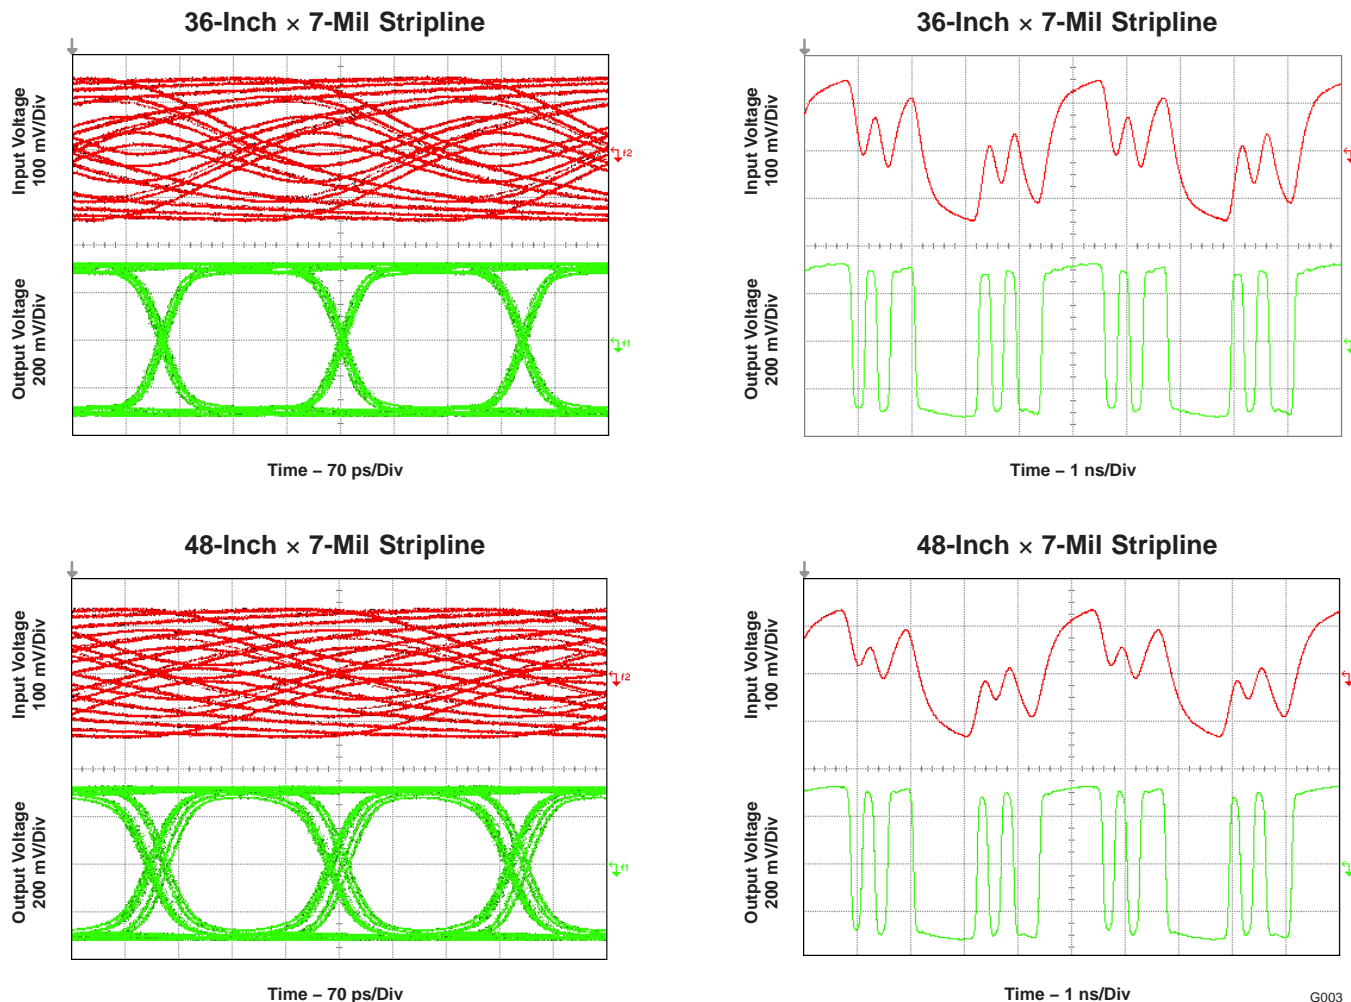 36-Inch × 7-Mil Stripline
Input Voltage
100 mV/Div
f2
Output Voltage
200 mV/Div
f1
Time – 70 ps/Div
36-Inch × 7-Mil Stripline
Input Voltage
100 mV/Div
Output Voltage
200 mV/Div
Time – 1 ns/Div
48-Inch × 7-Mil Stripline
Input Voltage
100 mV/Div
f2
Output Voltage
200 mV/Div
f1
Time – 70 ps/Div
48-Inch × 7-Mil Stripline
Input Voltage
100 mV/Div
Output Voltage
200 mV/Div
Time – 1 ns/Div
G003